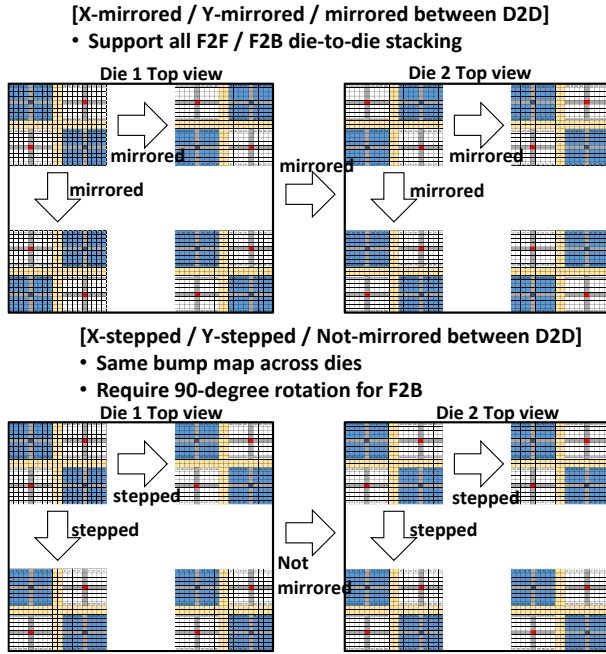 [X-mirrored / Y-mirrored / mirrored between D2D]
• Support all F2F / F2B die-to-die stacking
Die 1 Top view
Die 2 Top view
mirrored
mirrored
mirrored
mirrored
mirrored
[X-stepped / Y-stepped / Not-mirrored between D2D]
• Same bump map across dies
• Require 90-degree rotation for F2B
Die 1 Top view
Die 2 Top view
stepped
stepped
stepped
stepped
Not
mirrored